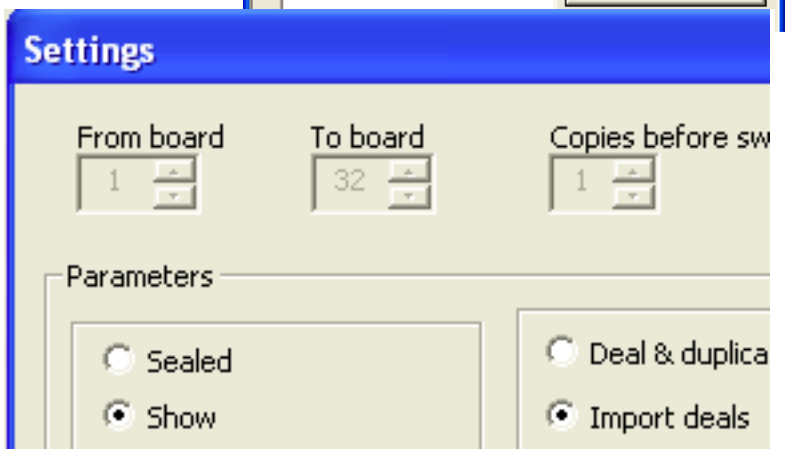 Settings
From board To board Copies before sw
1 32 1
Parameters
Sealed Deal & duplica
Show Import deals